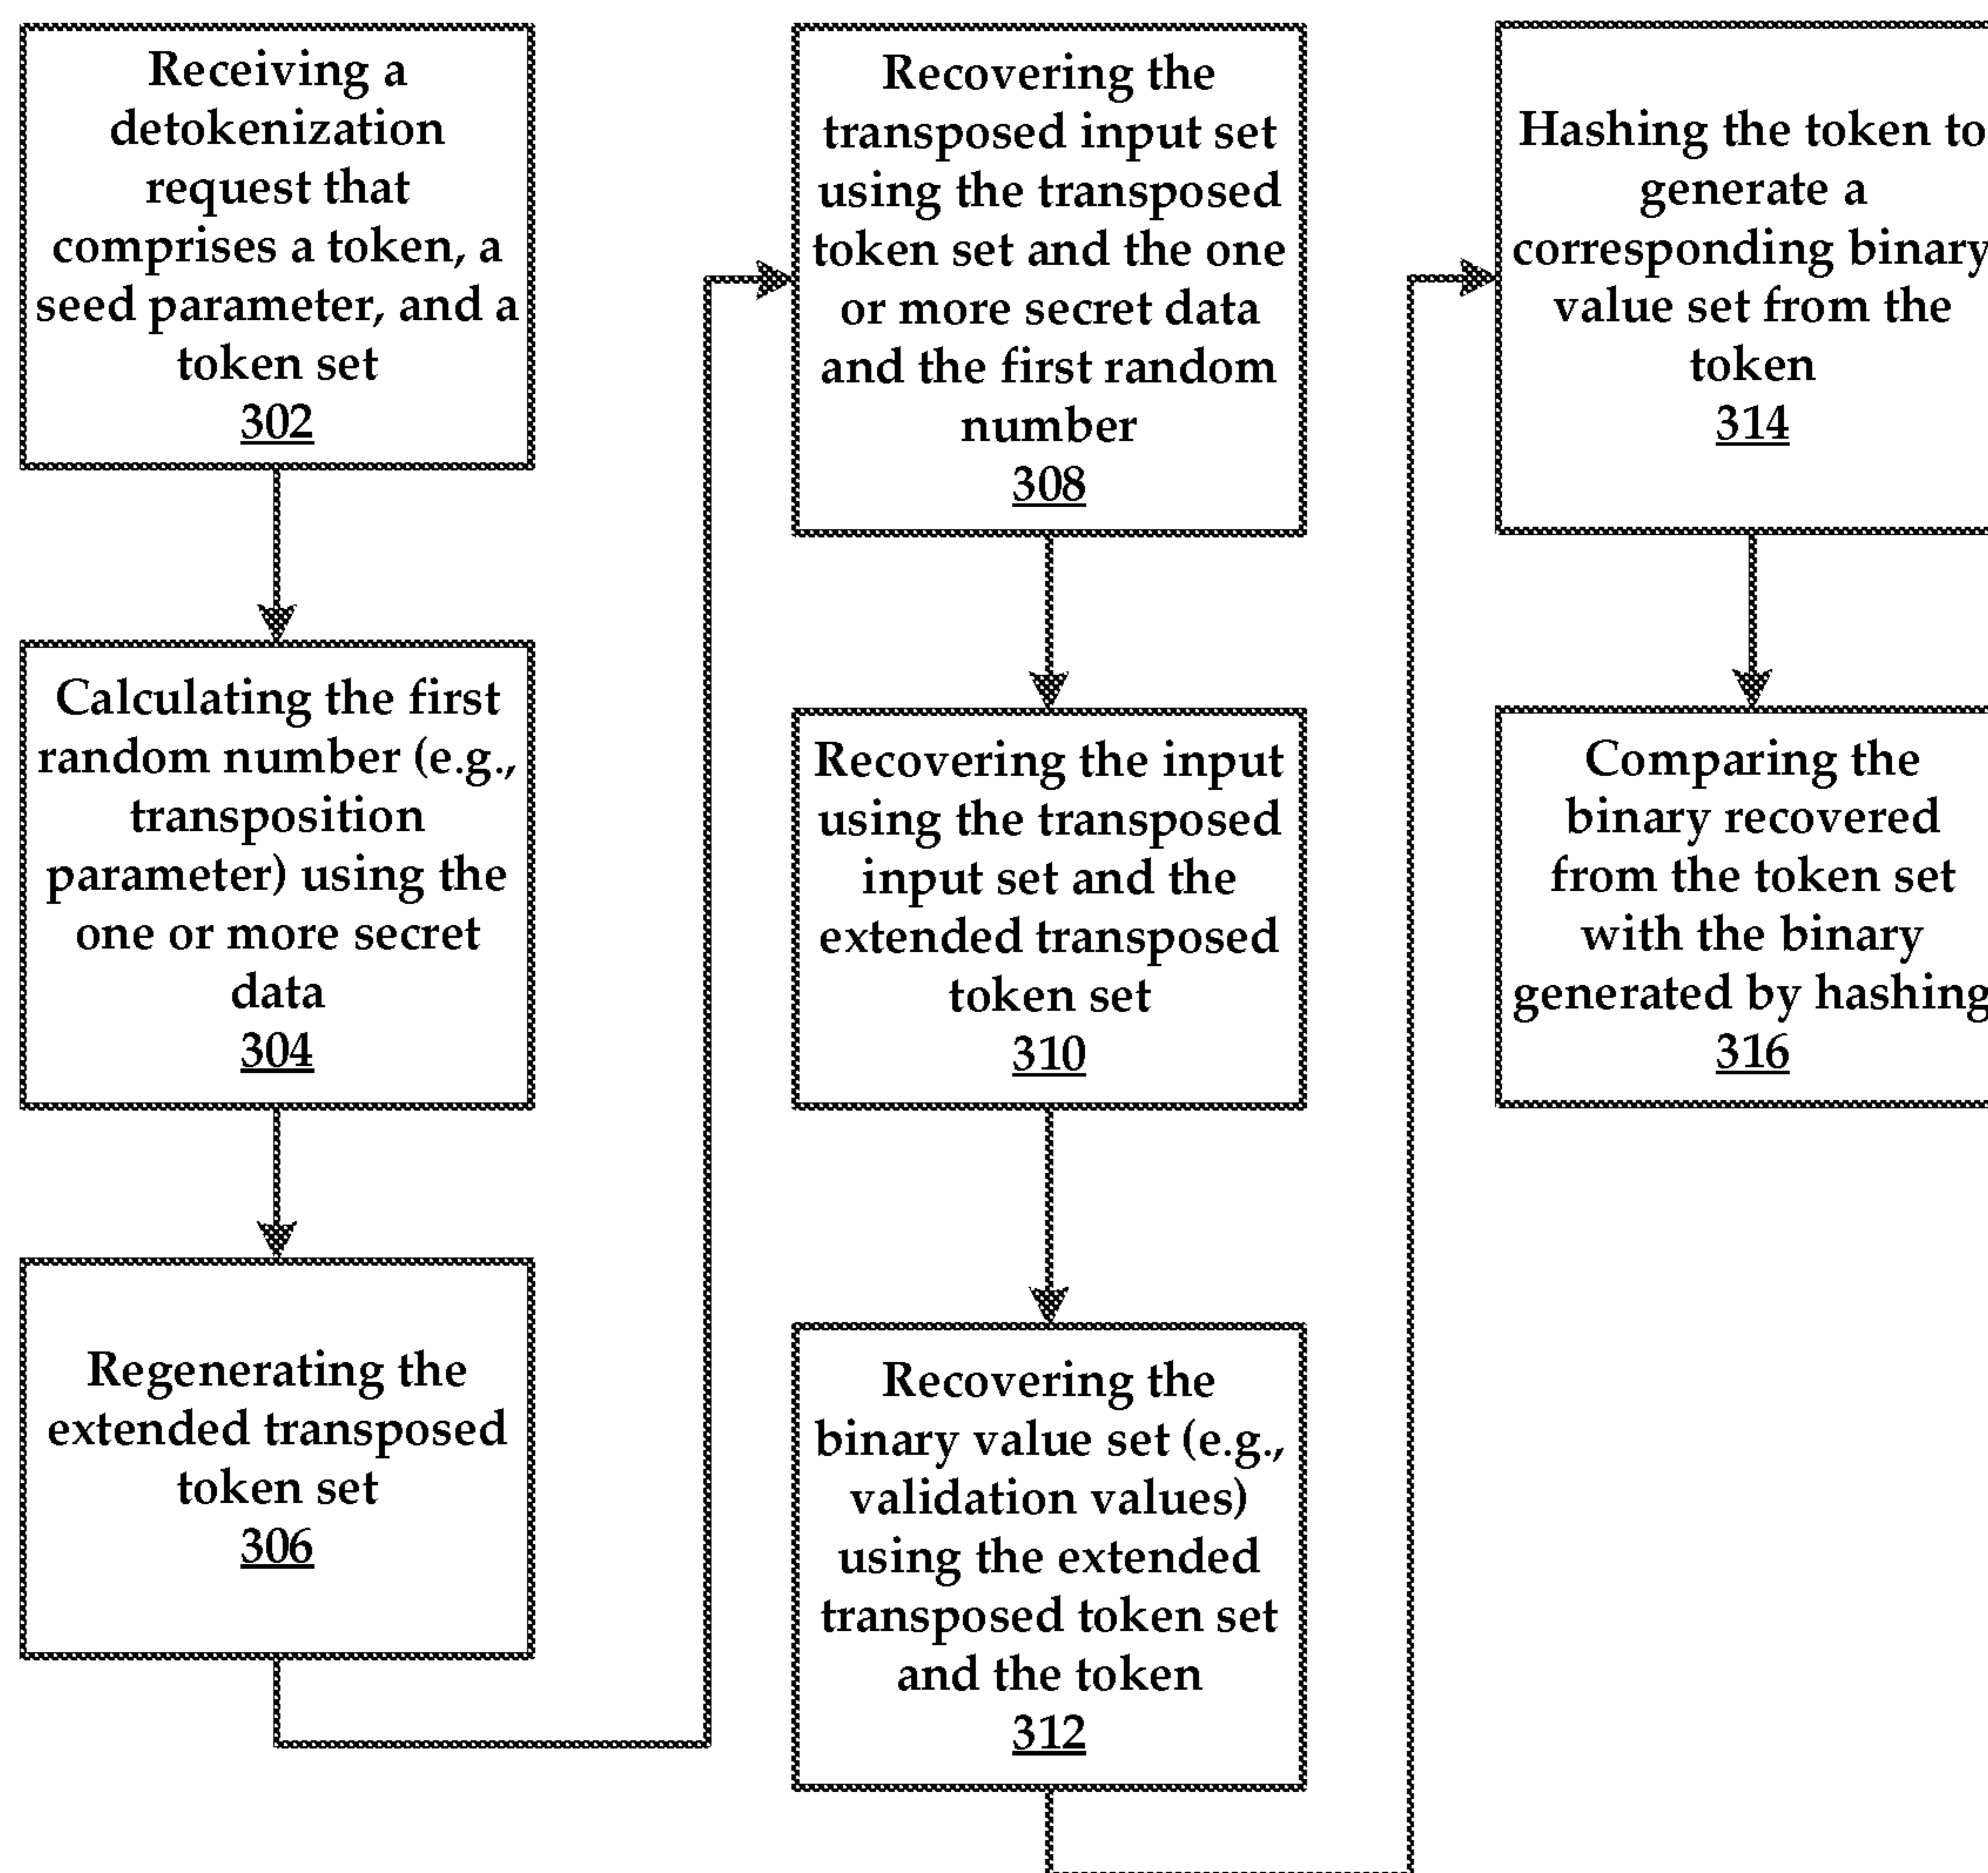 Receiving a
detokenization
request that
comprises a token, a
seed parameter, and a
token set
302
Calculating the first
random number (e.g.,
transposition
parameter) using the
one or more secret
data
304
Regenerating the
extended transposed
token set
306
Recovering the
transposed input set
using the transposed
token set and the one
or more secret data
and the first random
number
308
Recovering the input
using the transposed
input set and the
extended transposed
token set
310
Recovering the
binary value set (e.g.,
validation values)
using the extended
transposed token set
and the token
312
Hashing the token to
generate a
corresponding binary
value set from the
token
314
Comparing the
binary recovered
from the token set
with the binary
generated by hashing
316